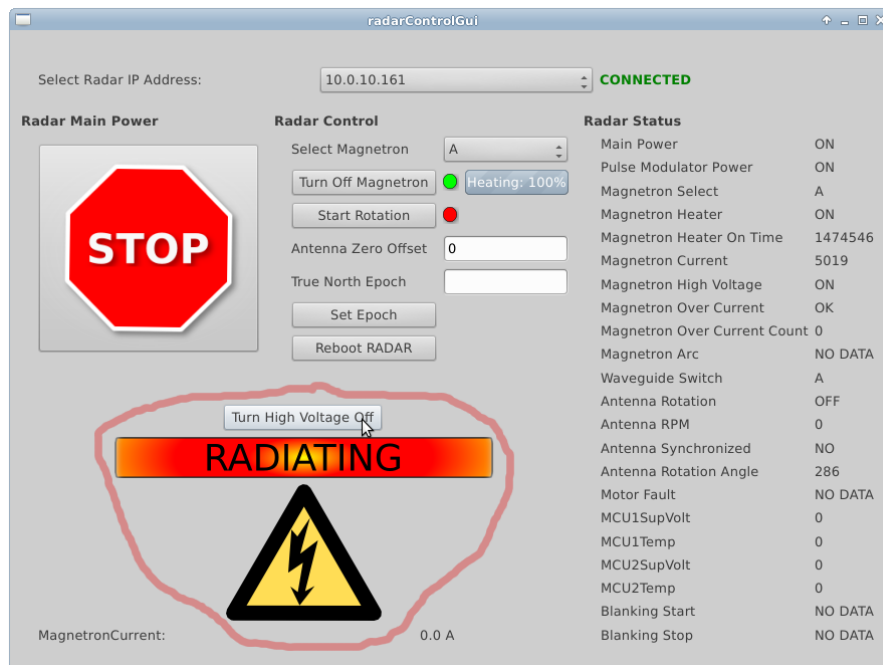 radarControlGui
Select Radar IP Address: 10.0.10.161 CONNECTED
Radar Main Power
STOP
Radar Control
Select Magnetron A
Turn Off Magnetron Heating: 100%
Start Rotation
Antenna Zero Offset 0
True North Epoch
Set Epoch
Reboot RADAR
Turn High Voltage Off
RADIATING
MagnetronCurrent: 0.0 A
Radar Status
Main Power ON
Pulse Modulator Power ON
Magnetron Select A
Magnetron Heater ON
Magnetron Heater On Time 1474546
Magnetron Current 5019
Magnetron High Voltage ON
Magnetron Over Current OK
Magnetron Over Current Count 0
Magnetron Arc NO DATA
Waveguide Switch A
Antenna Rotation OFF
Antenna RPM 0
Antenna Synchronized NO
Antenna Rotation Angle 286
Motor Fault NO DATA
MCU1SupVolt 0
MCU1Temp 0
MCU2SupVolt 0
MCU2Temp 0
Blanking Start NO DATA
Blanking Stop NO DATA